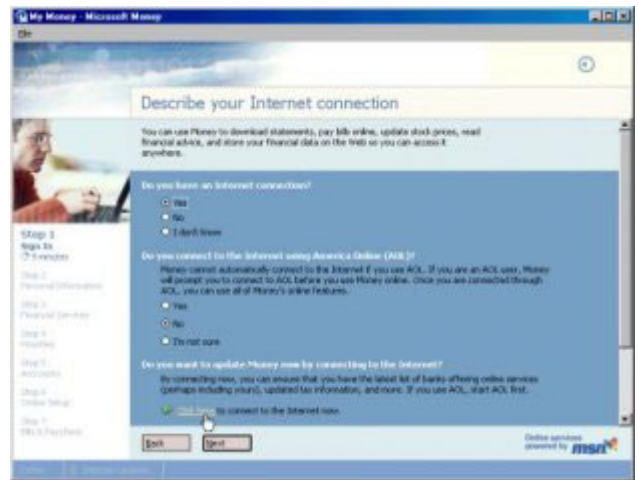 My Money - Microsoft Money
File
Describe your Internet connection
You can use Money to download statements, pay bills online, update stock prices, read
financial advice, and store your financial data on the Web so you can access it
anywhere.
Do you have an Internet connection?
Yes
No
I don't know
Do you connect to the Internet using America Online (AOL)?
Money cannot automatically connect to the Internet if you use AOL. If you are an AOL user, Money
will prompt you to connect to AOL before you use Money online. Once you are connected through
AOL, you can use all of Money's online features.
Yes
No
I'm not sure
Do you want to update Money now by connecting to the Internet?
By connecting now, you can ensure that you have the latest list of banks offering online services
(perhaps including yours), updated tax information, and more. If you use AOL, start AOL first.
Click here to connect to the Internet now.
Step 1
Sign In
5 minutes
Step 2
Personal Information
Step 3
Financial Services
Step 4
Priorities
Step 5
Accounts
Step 6
Online Setup
Step 7
Bills & Paychecks
Back
Next
Online services
powered by msn